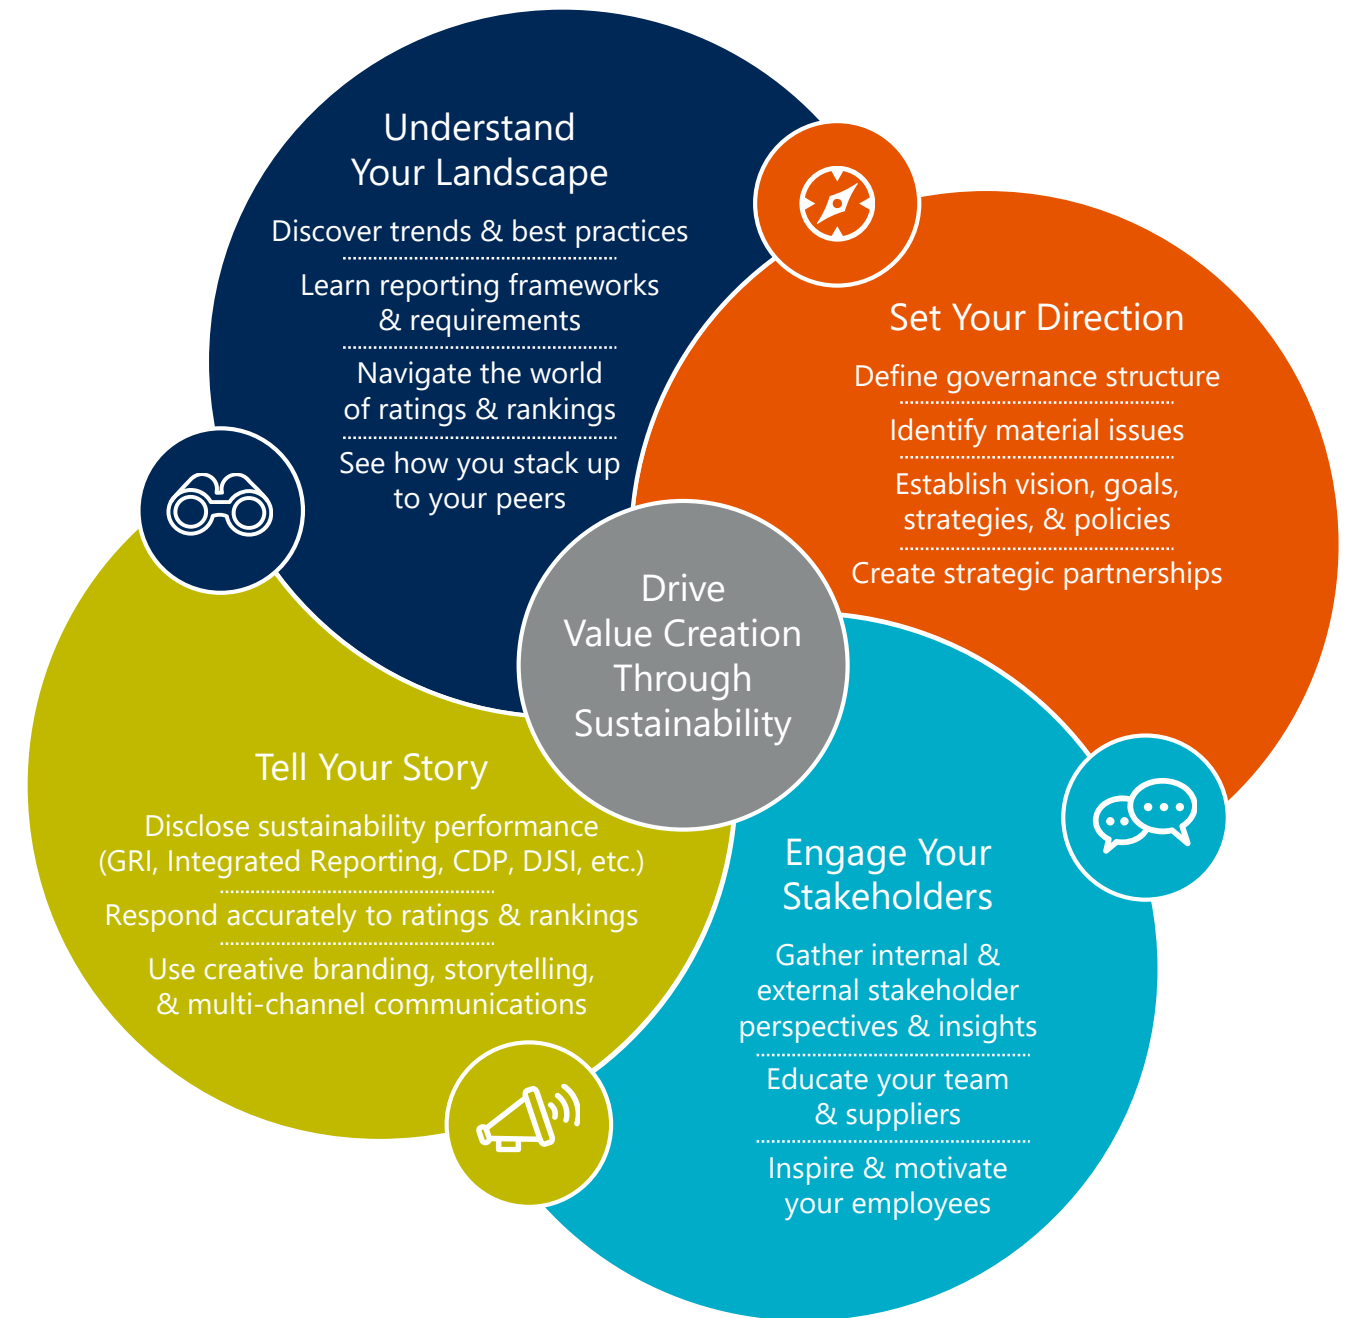 Understand
Your Landscape
Discover trends & best practices
Learn reporting frameworks
& requirements
Navigate the world
of ratings & rankings
See how you stack up
to your peers
Set Your Direction
Define governance structure
Identify material issues
Establish vision, goals,
strategies, & policies
Create strategic partnerships
Drive
Value Creation
Through
Sustainability
Tell Your Story
Disclose sustainability performance
(GRI, Integrated Reporting, CDP, DJSI, etc.)
Respond accurately to ratings & rankings
Use creative branding, storytelling,
& multi-channel communications
Engage Your
Stakeholders
Gather internal &
external stakeholder
perspectives & insights
Educate your team
& suppliers
Inspire & motivate
your employees